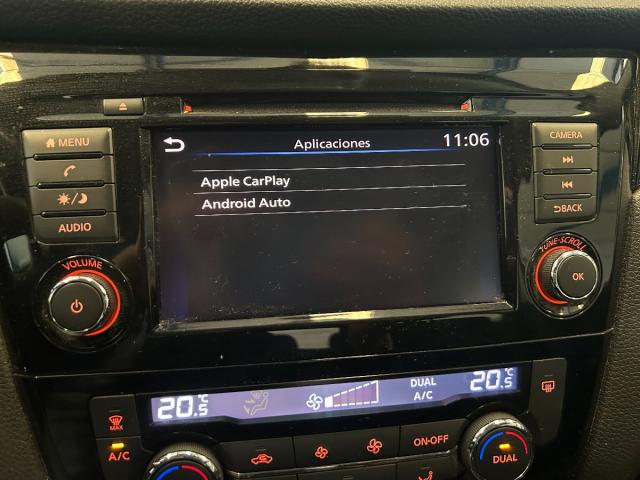 Aplicaciones
11:06
Apple CarPlay
Android Auto
MENU
AUDIO
VOLUME
CAMERA
BACK
TUNE•SCROLL
OK
20.5°C
DUAL
A/C
20.5°C
MAX
A/C
ON•OFF
DUAL